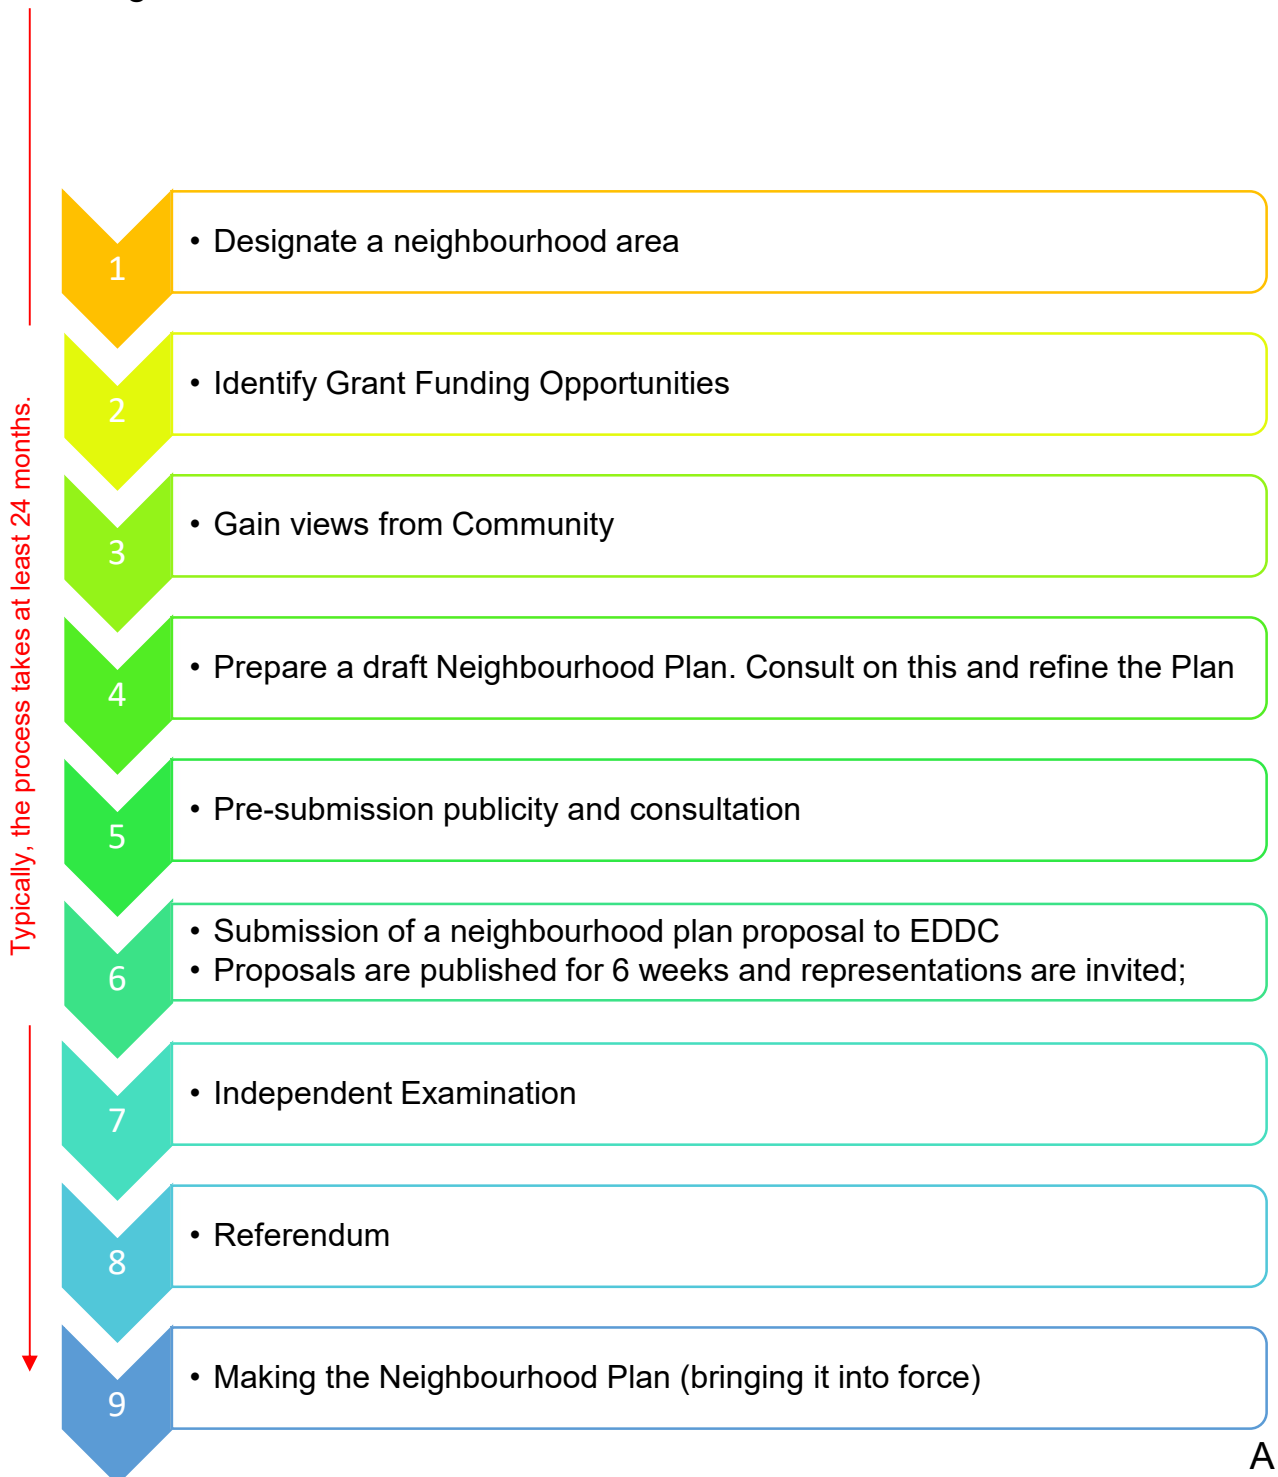 1
• Designate a neighbourhood area
2
• Identify Grant Funding Opportunities
3
• Gain views from Community
4
• Prepare a draft Neighbourhood Plan. Consult on this and refine the Plan
5
• Pre-submission publicity and consultation
6
• Submission of a neighbourhood plan proposal to EDDC
• Proposals are published for 6 weeks and representations are invited;
7
• Independent Examination
8
• Referendum
9
• Making the Neighbourhood Plan (bringing it into force)
Typically, the process takes at least 24 months.
A